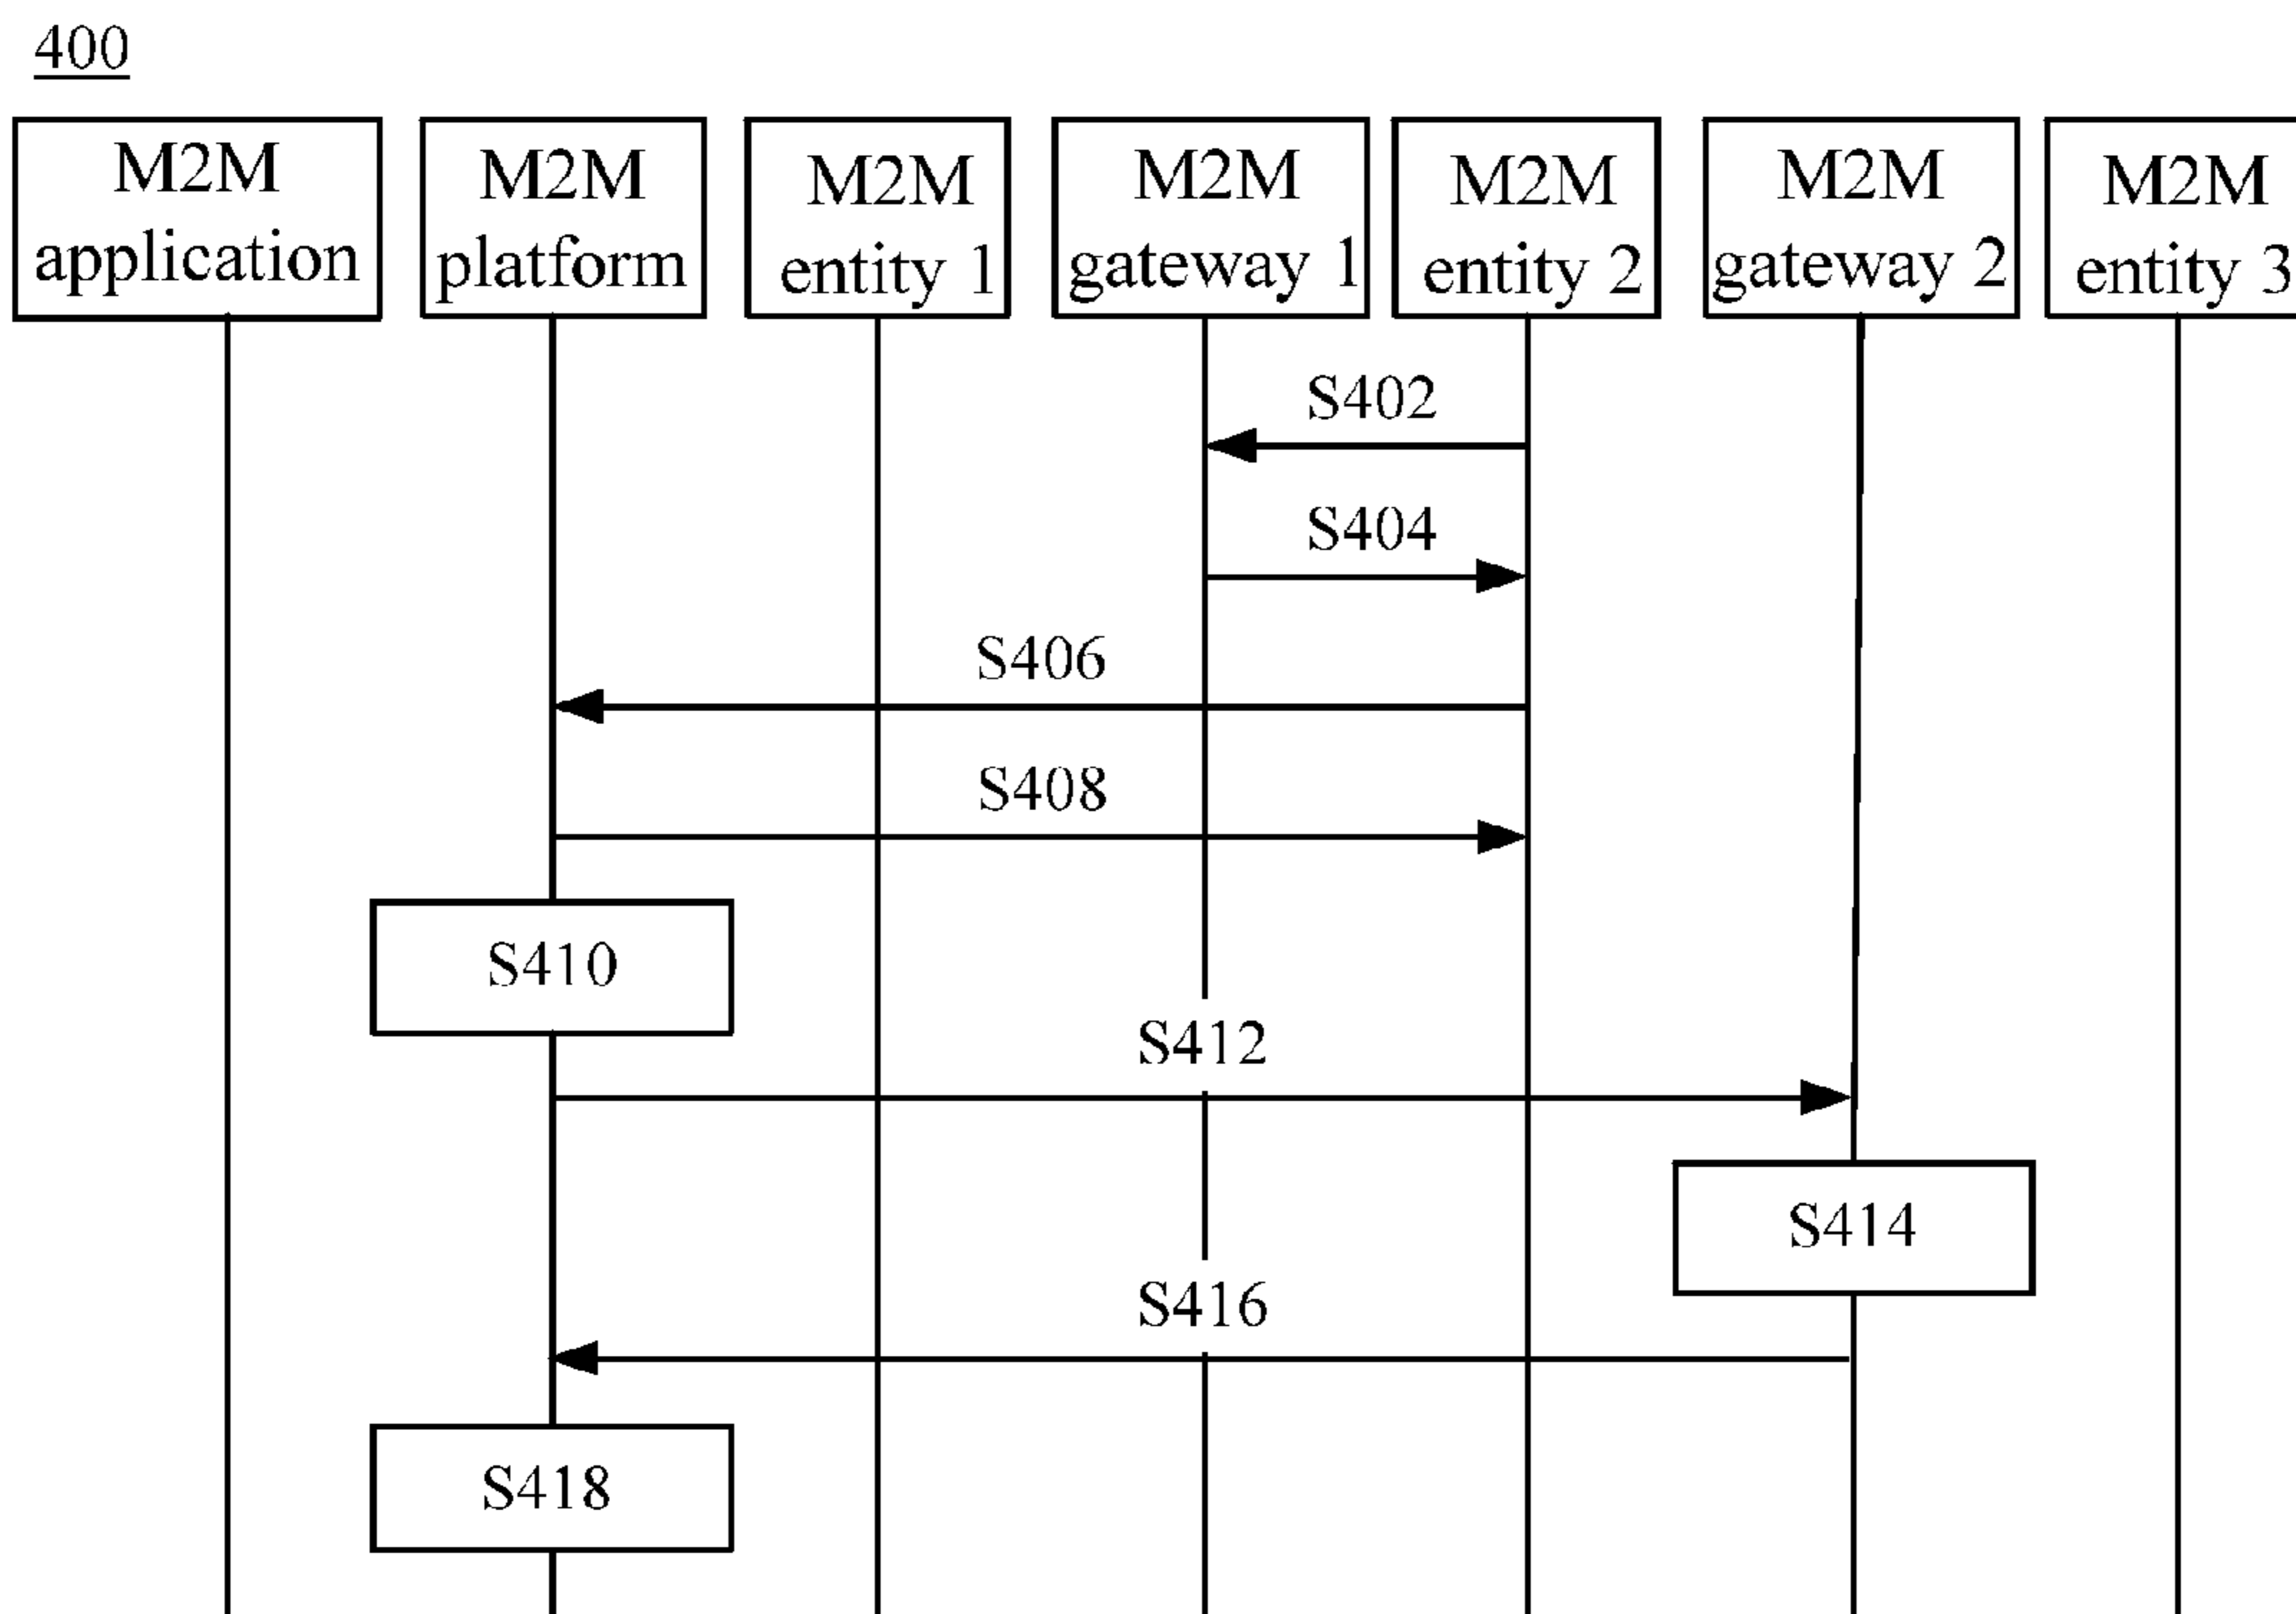 400
M2M
application
M2M
platform
M2M
entity 1
M2M
gateway 1
M2M
entity 2
M2M
gateway 2
M2M
entity 3
S402
S404
S406
S408
S410
S412
S414
S416
S418